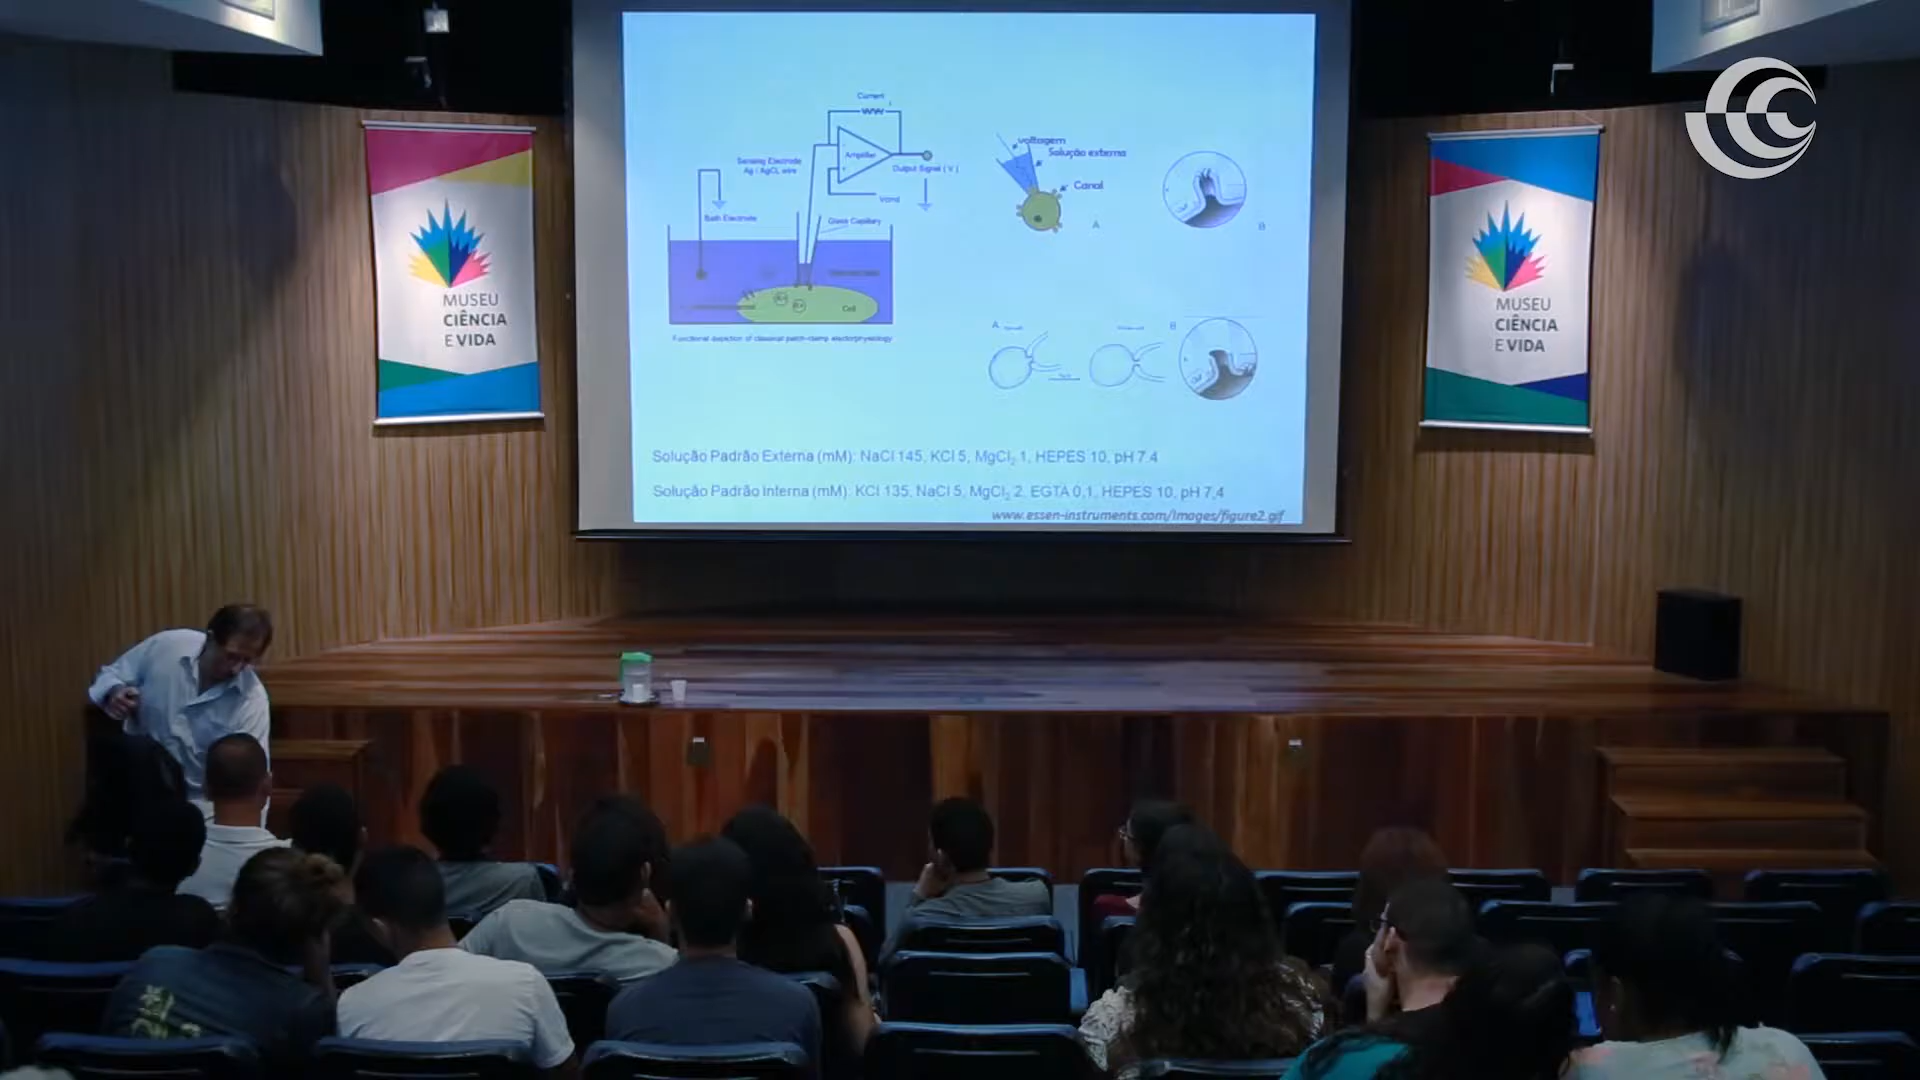 Current
I
Amplifier
Sensing Electrode
Ag / AgCL wire
Output Signal ( V )
Vcmd
Bath Electrode
Glass Capillary
Cell
Functional depiction of classical patch-clamp electrophysiology
voltagem
Solução externa
Canal
A
B
A
B
Solução Padrão Externa (mM): NaCl 145, KCl 5, MgCl₂ 1, HEPES 10, pH 7.4
Solução Padrão Interna (mM): KCl 135, NaCl 5, MgCl₂ 2, EGTA 0,1, HEPES 10, pH 7,4
www.essen-instruments.com/Images/figure2.gif
MUSEU
CIÊNCIA
E VIDA
MUSEU
CIÊNCIA
E VIDA